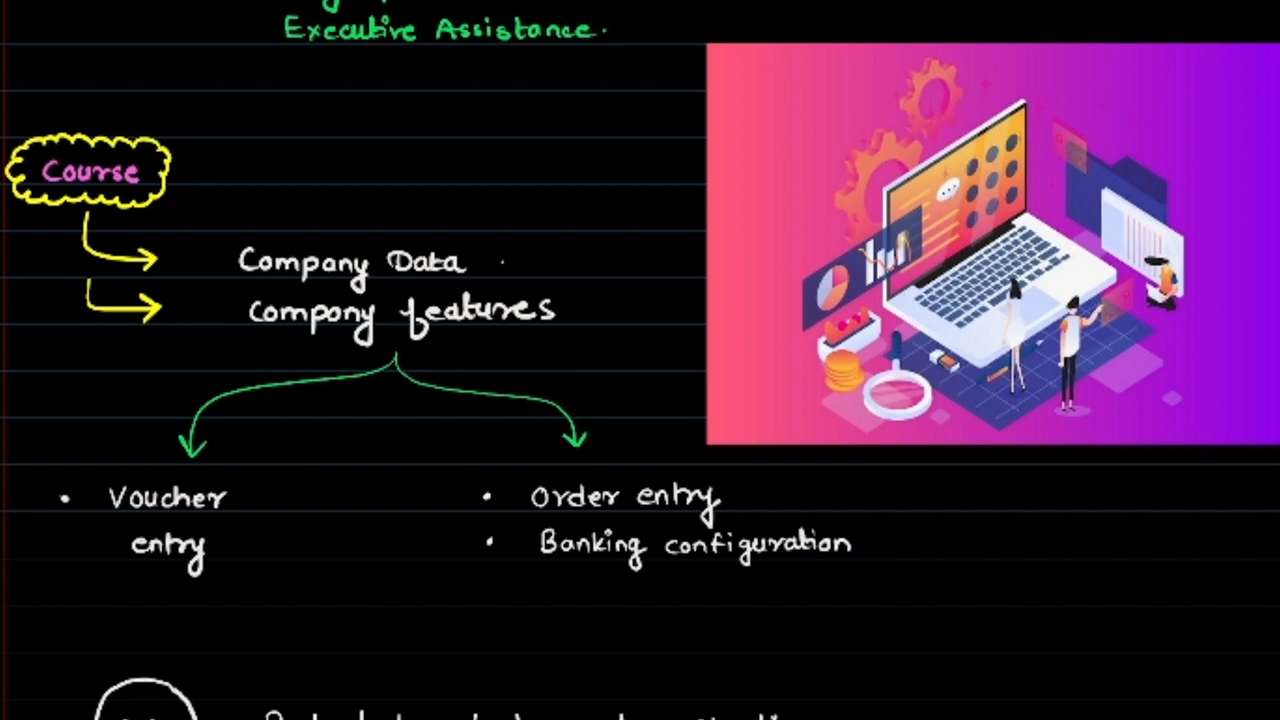 Executive Assistance.
Course
Company Data
Company features
• Voucher
entry
• Order entry
• Banking configuration